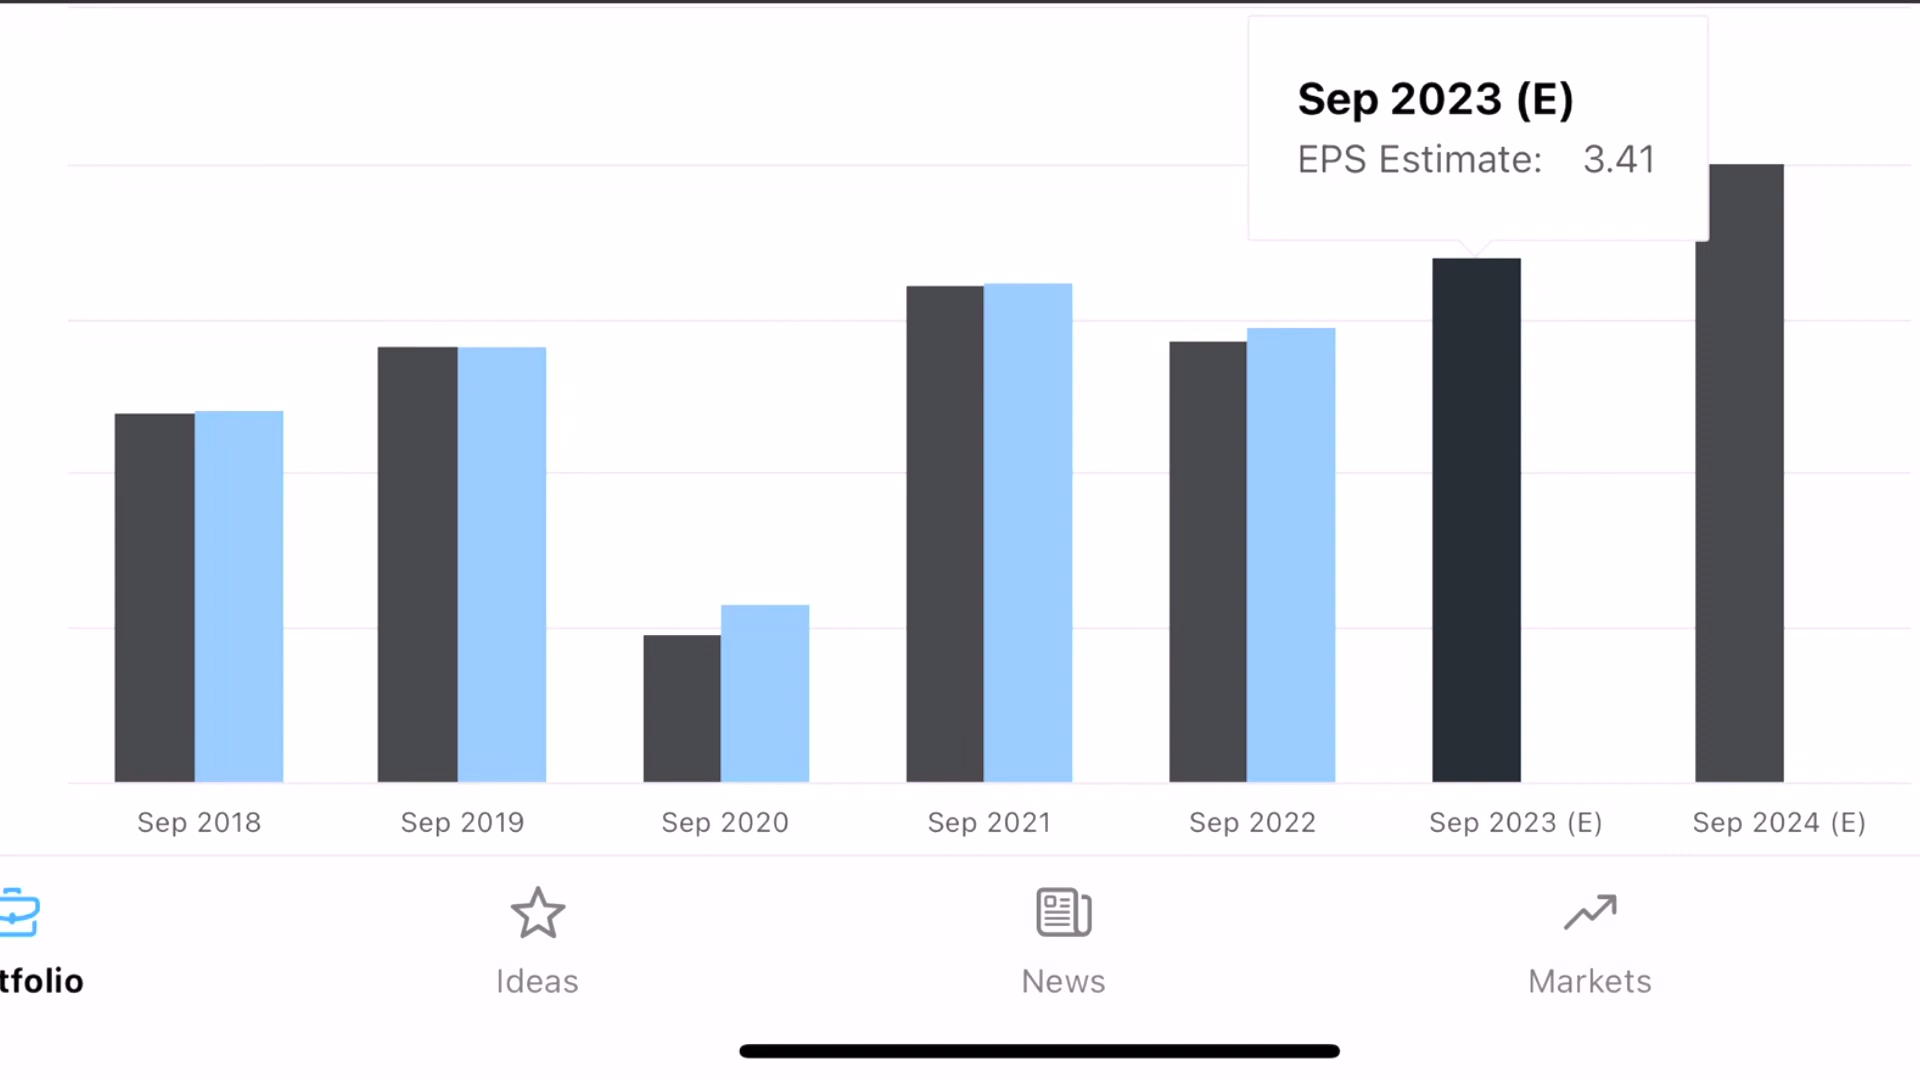 Sep 2023 (E)
EPS Estimate: 3.41
Sep 2018 Sep 2019 Sep 2020 Sep 2021 Sep 2022 Sep 2023 (E) Sep 2024 (E)
tfolio Ideas News Markets